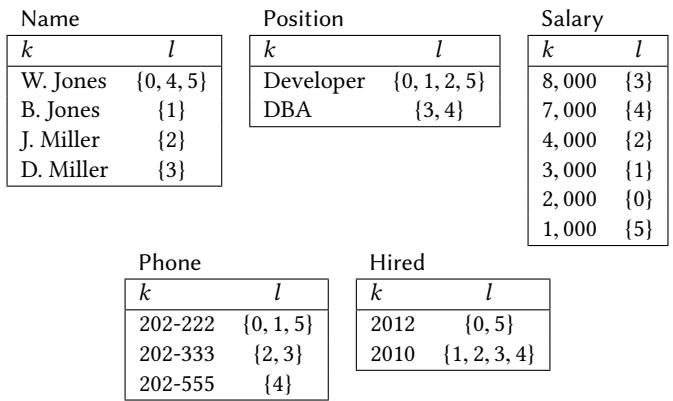 Name Position Salary
k l k l k l
W. Jones {0, 4, 5} Developer {0, 1, 2, 5} 8, 000 {3}
B. Jones {1} DBA {3, 4} 7, 000 {4}
J. Miller {2} 4, 000 {2}
D. Miller {3} 3, 000 {1}
2, 000 {0}
1, 000 {5}
Phone Hired
k l k l
202-222 {0, 1, 5} 2012 {0, 5}
202-333 {2, 3} 2010 {1, 2, 3, 4}
202-555 {4}